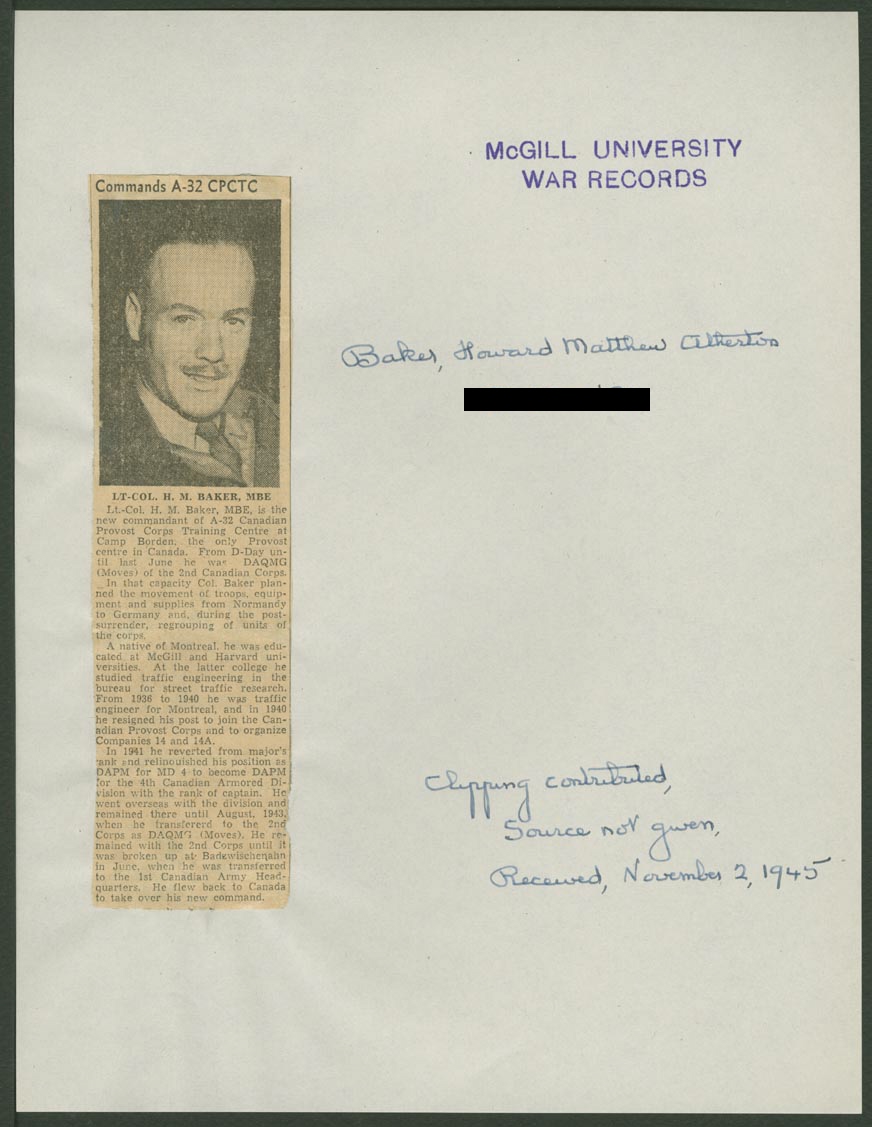 McGILL UNIVERSITY
WAR RECORDS
Commands A-32 CPCTC
LT-COL. H. M. BAKER, MBE
Lt.-Col. H. M. Baker, MBE, is the
new commandant of A-32 Canadian
Provost Corps Training Centre at
Camp Borden, the only Provost
centre in Canada. From D-Day un-
til last June he was DAQMG
(Moves) of the 2nd Canadian Corps.
In that capacity Col. Baker plan-
ned the movement of troops, equip-
ment and supplies from Normandy
to Germany and, during the post-
surrender, regrouping of units of
the corps.
A native of Montreal, he was edu-
cated at McGill and Harvard uni-
versities. At the latter college he
studied traffic engineering in the
bureau for street traffic research.
From 1936 to 1940 he was traffic
engineer for Montreal, and in 1940
he resigned his post to join the Can-
adian Provost Corps and to organize
Companies 14 and 14A.
In 1941 he reverted from major's
rank and relinquished his position as
DAPM for MD 4 to become DAPM
for the 4th Canadian Armored Di-
vision with the rank of captain. He
went overseas with the division and
remained there until August, 1943,
when he transfererd to the 2nd
Corps as DAQMG (Moves). He re-
mained with the 2nd Corps until it
was broken up at
in June, when he was transferred
to the 1st Canadian Army Head-
quarters. He flew back to Canada
to take over his new command.
Baker, Howard Matthew Atherton
Clipping contributed,
Source not given,
Received, November 2, 1945